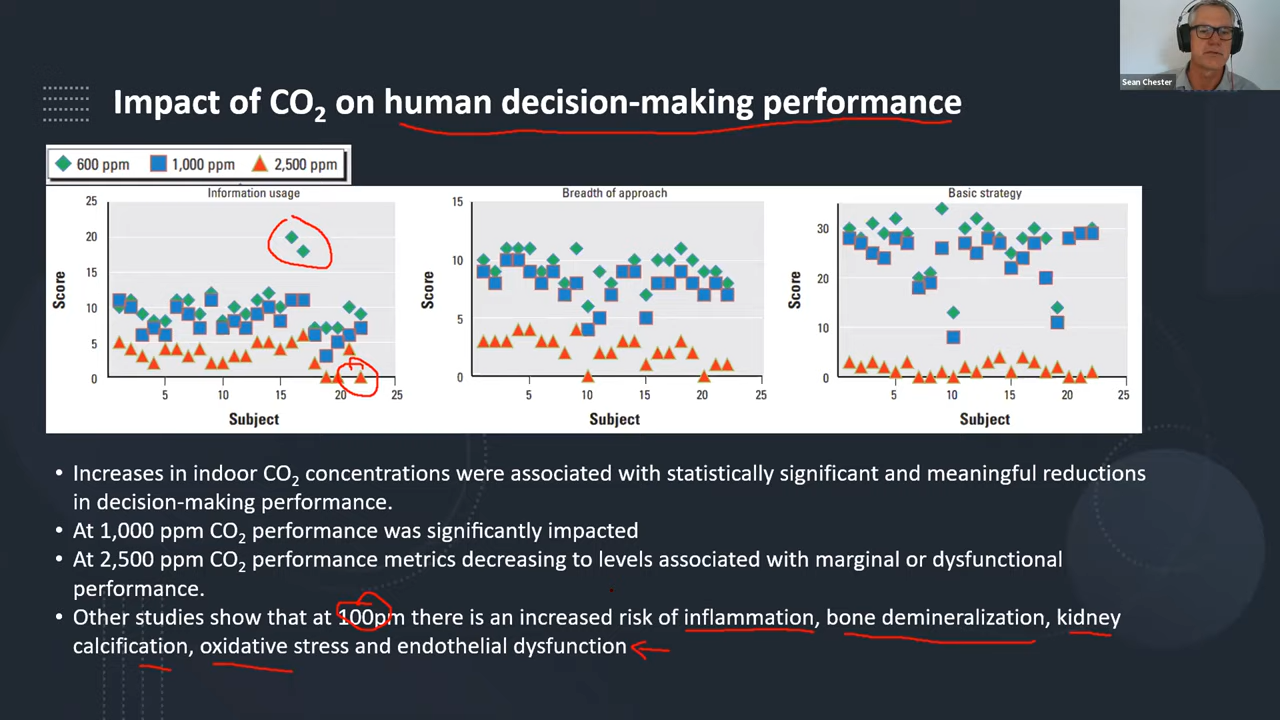 Sean Chester
Impact of CO2 on human decision-making performance
600 ppm 1,000 ppm 2,500 ppm
Information usage
25
20
15
10
5
0
Score
5 10 15 20 25
Subject
Breadth of approach
15
10
5
0
Score
5 10 15 20 25
Subject
Basic strategy
30
20
10
0
Score
5 10 15 20 25
Subject
• Increases in indoor CO2 concentrations were associated with statistically significant and meaningful reductions
in decision-making performance.
• At 1,000 ppm CO2 performance was significantly impacted
• At 2,500 ppm CO2 performance metrics decreasing to levels associated with marginal or dysfunctional
performance.
• Other studies show that at 100pm there is an increased risk of inflammation, bone demineralization, kidney
calcification, oxidative stress and endothelial dysfunction